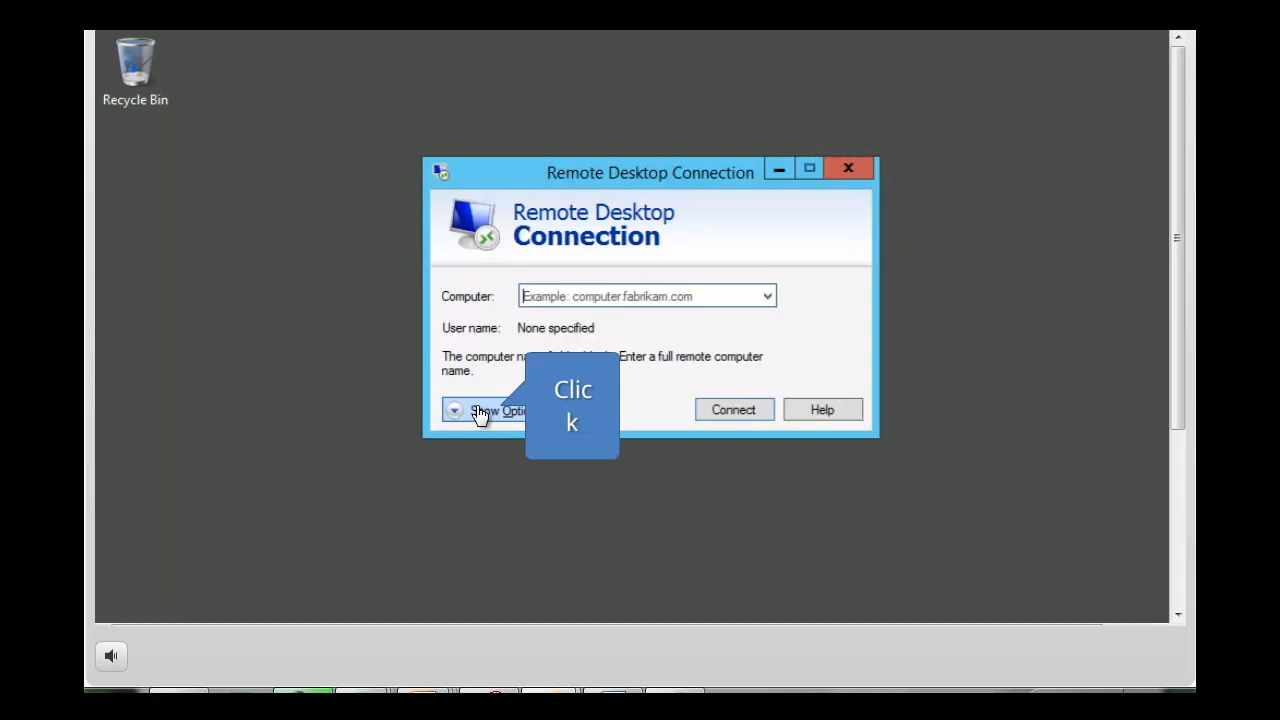 Recycle Bin
Remote Desktop Connection
Remote Desktop
Connection
Computer:
Example: computer.fabrikam.com
User name:
None specified
The computer Enter a full remote computer
name.
Show
Clic
k
Connect
Help